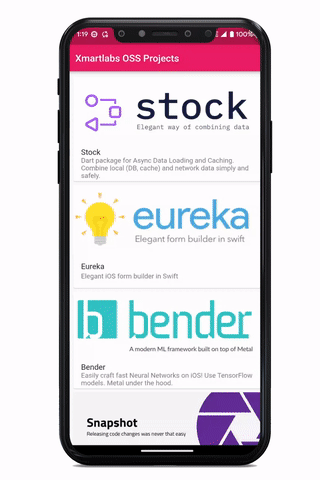 1:19 100%
Xmartlabs OSS Projects
stock
Elegant way of combining data
Stock
Dart package for Async Data Loading and Caching.
Combine local (DB, cache) and network data simply and
safely.
eureka
Elegant form builder in swift
Eureka
Elegant iOS form builder in Swift
b bender
A modern ML framework built on top of Metal
Bender
Easily craft fast Neural Networks on iOS! Use TensorFlow
models. Metal under the hood.
Snapshot
Releasing code changes was never that easy